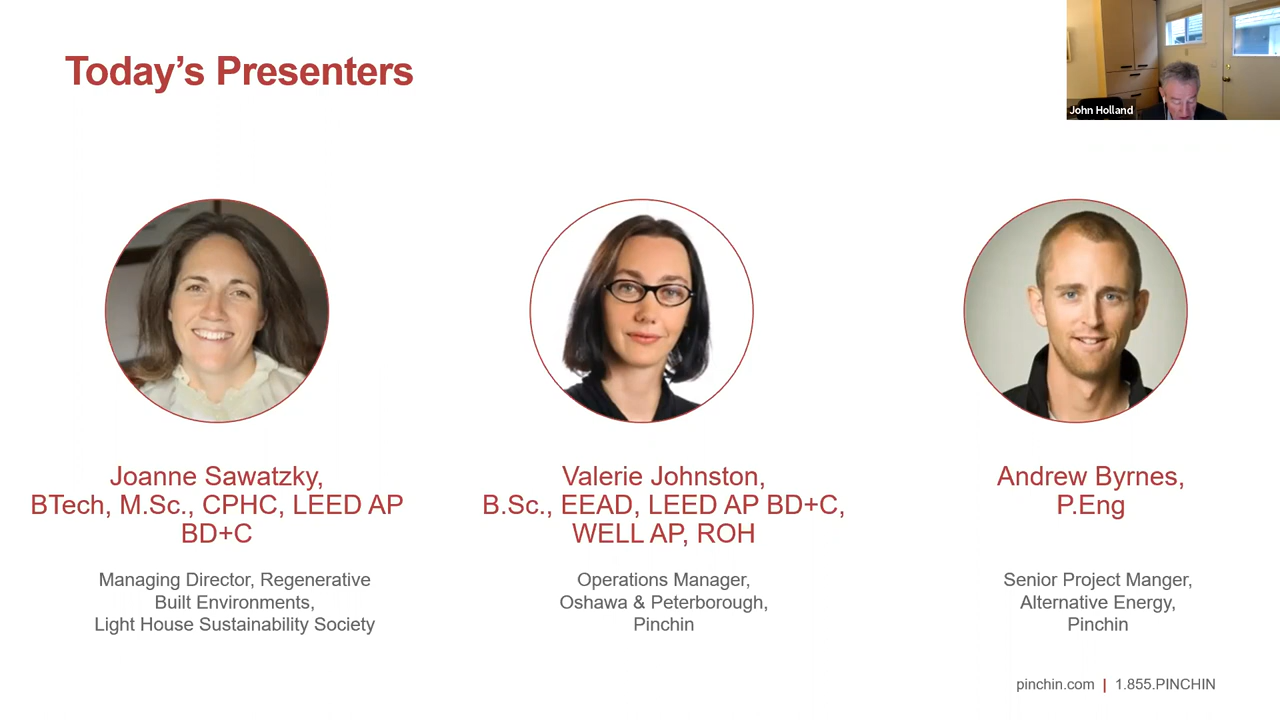 Today's Presenters
John Holland
Joanne Sawatzky,
BTech, M.Sc., CPHC, LEED AP
BD+C
Managing Director, Regenerative
Built Environments,
Light House Sustainability Society
Valerie Johnston,
B.Sc., EEAD, LEED AP BD+C,
WELL AP, ROH
Operations Manager,
Oshawa & Peterborough,
Pinchin
Andrew Byrnes,
P.Eng
Senior Project Manger,
Alternative Energy,
Pinchin
pinchin.com | 1.855.PINCHIN